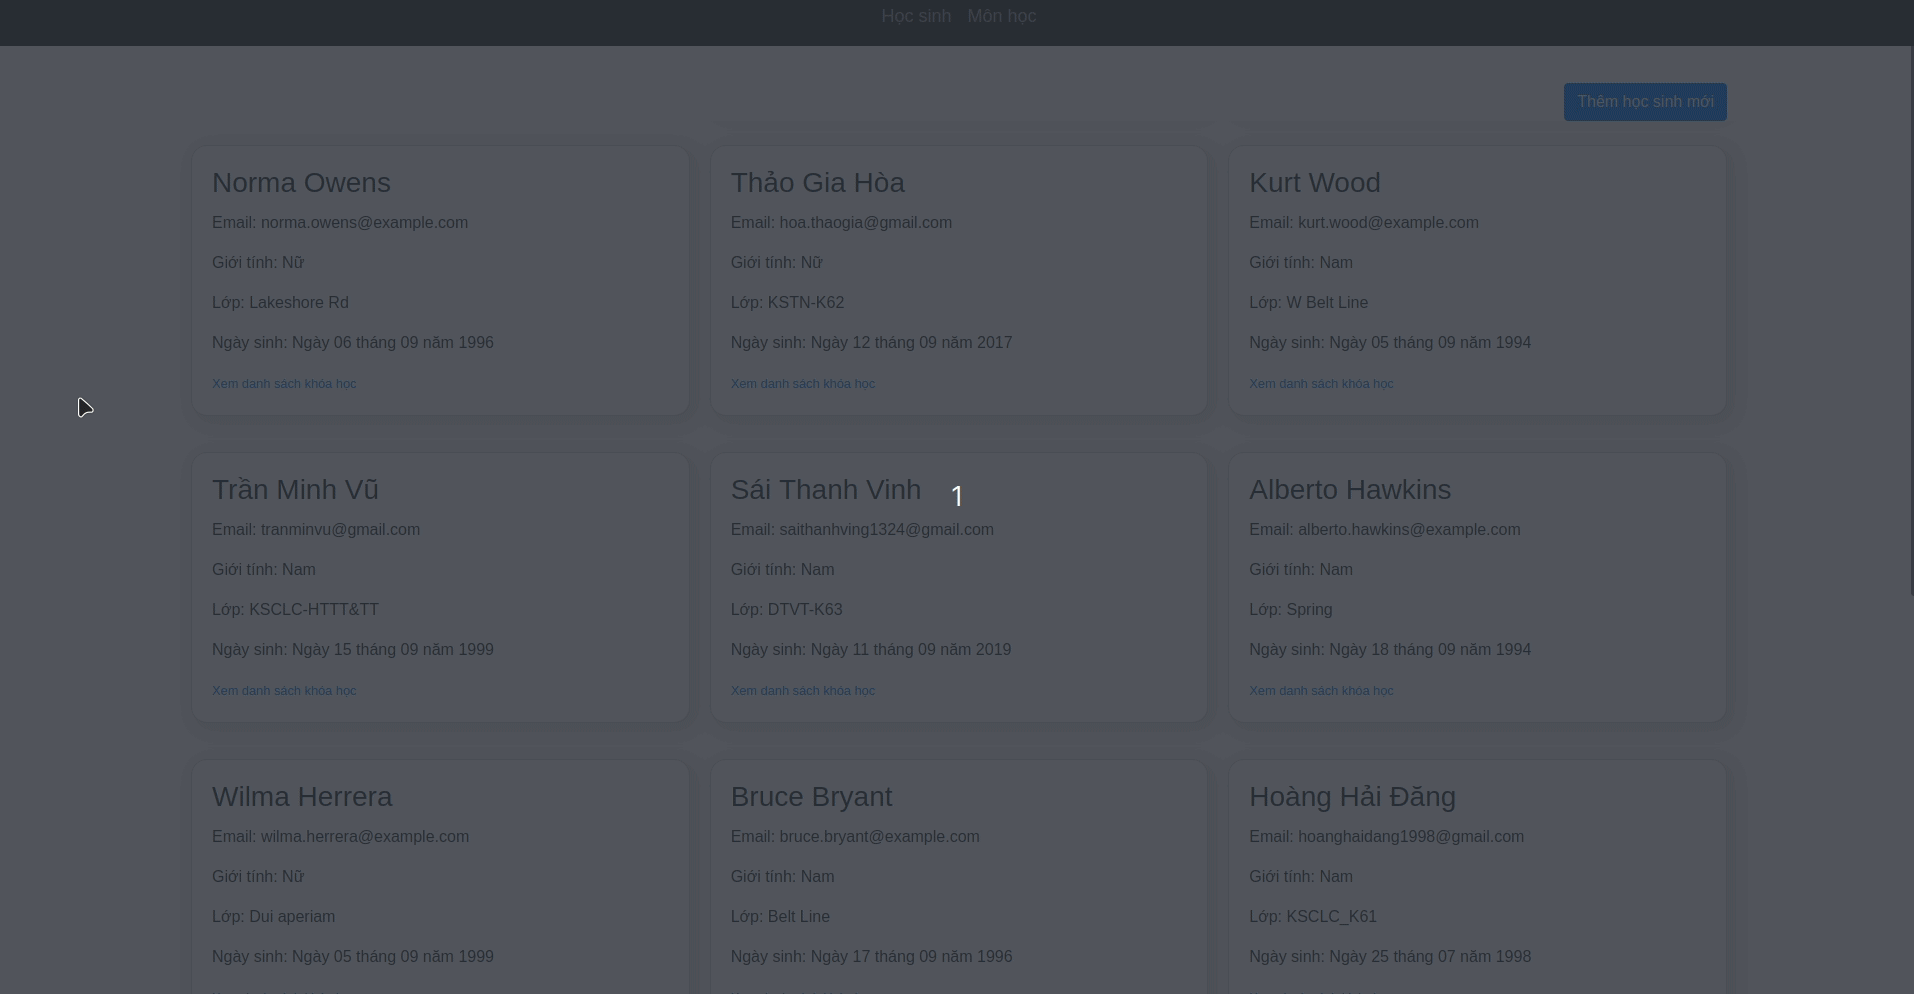 Học sinh Môn học
Thêm học sinh mới
Norma Owens
Email: norma.owens@example.com
Giới tính: Nữ
Lớp: Lakeshore Rd
Ngày sinh: Ngày 06 tháng 09 năm 1996
Xem danh sách khóa học
Thảo Gia Hòa
Email: hoa.thaogia@gmail.com
Giới tính: Nữ
Lớp: KSTN-K62
Ngày sinh: Ngày 12 tháng 09 năm 2017
Xem danh sách khóa học
Kurt Wood
Email: kurt.wood@example.com
Giới tính: Nam
Lớp: W Belt Line
Ngày sinh: Ngày 05 tháng 09 năm 1994
Xem danh sách khóa học
Trần Minh Vũ
Email: tranminvu@gmail.com
Giới tính: Nam
Lớp: KSCLC-HTTT&TT
Ngày sinh: Ngày 15 tháng 09 năm 1999
Xem danh sách khóa học
Sái Thanh Vinh
1
Email: saithanhving1324@gmail.com
Giới tính: Nam
Lớp: DTVT-K63
Ngày sinh: Ngày 11 tháng 09 năm 2019
Xem danh sách khóa học
Alberto Hawkins
Email: alberto.hawkins@example.com
Giới tính: Nam
Lớp: Spring
Ngày sinh: Ngày 18 tháng 09 năm 1994
Xem danh sách khóa học
Wilma Herrera
Email: wilma.herrera@example.com
Giới tính: Nữ
Lớp: Dui aperiam
Ngày sinh: Ngày 05 tháng 09 năm 1999
Bruce Bryant
Email: bruce.bryant@example.com
Giới tính: Nam
Lớp: Belt Line
Ngày sinh: Ngày 17 tháng 09 năm 1996
Hoàng Hải Đăng
Email: hoanghaidang1998@gmail.com
Giới tính: Nam
Lớp: KSCLC_K61
Ngày sinh: Ngày 25 tháng 07 năm 1998